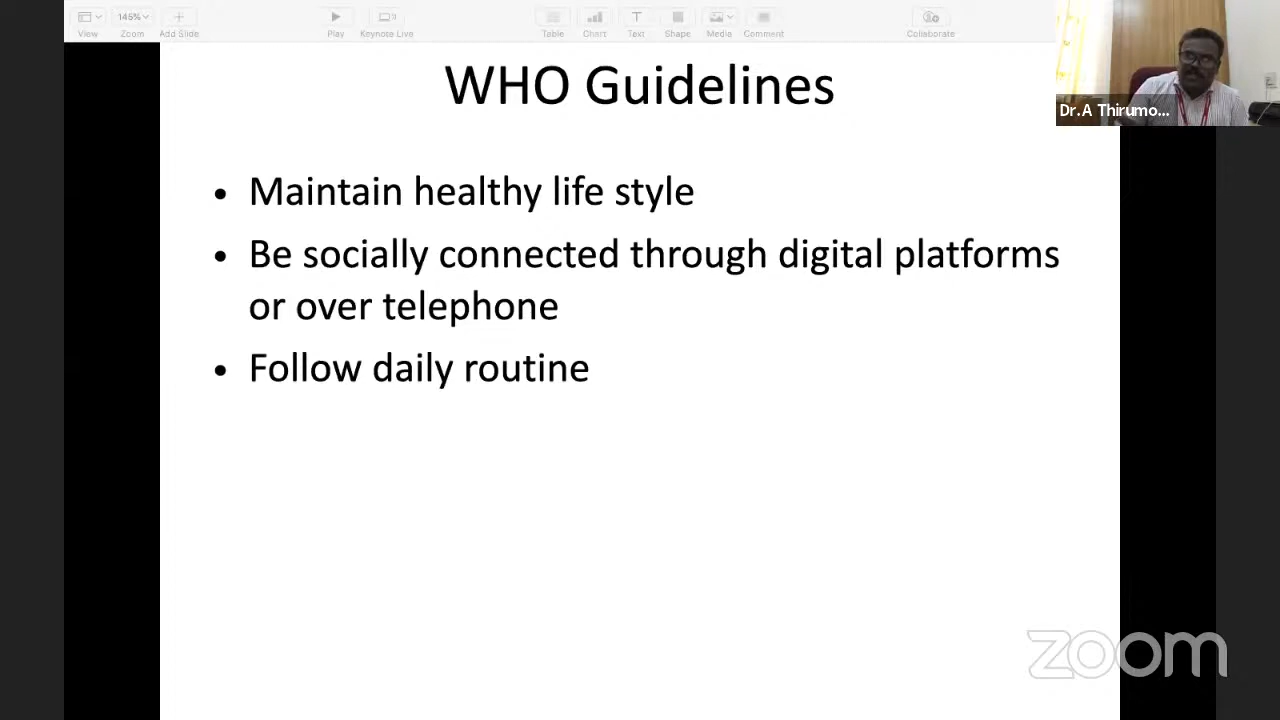 145%
View
Zoom
Add Slide
Play
Keynote Live
Table
Chart
Text
Shape
Media
Comment
Collaborate
Dr.A Thirumo...
WHO Guidelines
• Maintain healthy life style
• Be socially connected through digital platforms
or over telephone
• Follow daily routine
zoom